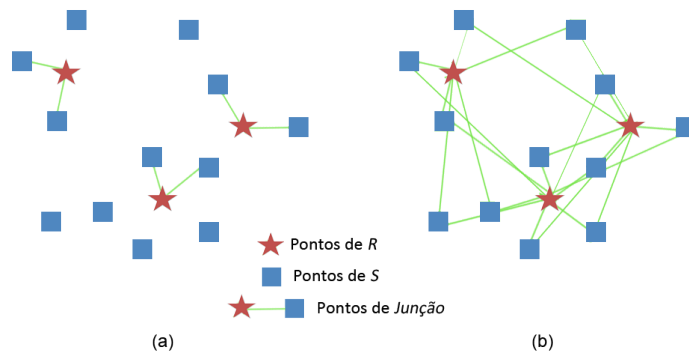 Pontos de R
Pontos de S
Pontos de Junção
(a)
(b)